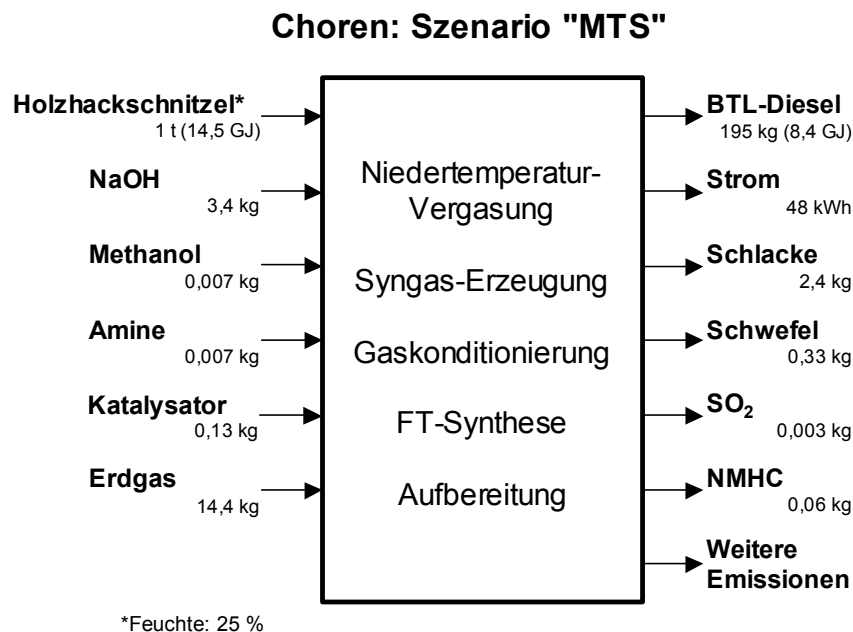 Choren: Szenario "MTS"
Holzhackschnitzel*
1 t (14,5 GJ)
NaOH
3,4 kg
Methanol
0,007 kg
Amine
0,007 kg
Katalysator
0,13 kg
Erdgas
14,4 kg
Niedertemperatur-
Vergasung
Syngas-Erzeugung
Gaskonditionierung
FT-Synthese
Aufbereitung
BTL-Diesel
195 kg (8,4 GJ)
Strom
48 kWh
Schlacke
2,4 kg
Schwefel
0,33 kg
SO₂
0,003 kg
NMHC
0,06 kg
Weitere
Emissionen
*Feuchte: 25 %